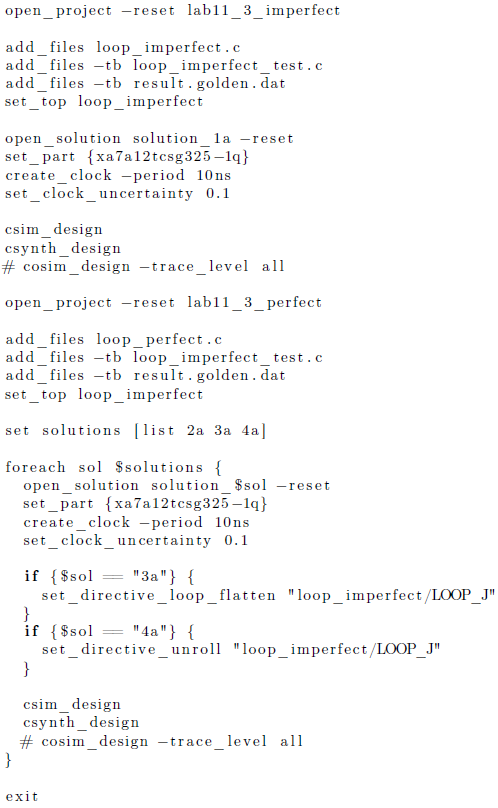 open_project -reset lab11_3_imperfect
add_files loop_imperfect.c
add_files -tb loop_imperfect_test.c
add_files -tb result.golden.dat
set_top loop_imperfect
open_solution solution_1a -reset
set_part {xa7a12tcsg325-1q}
create_clock -period 10ns
set_clock_uncertainty 0.1
csim_design
csynth_design
# cosim_design -trace_level all
open_project -reset lab11_3_perfect
add_files loop_perfect.c
add_files -tb loop_imperfect_test.c
add_files -tb result.golden.dat
set_top loop_imperfect
set solutions [list 2a 3a 4a]
foreach sol $solutions {
open_solution solution_$sol -reset
set_part {xa7a12tcsg325-1q}
create_clock -period 10ns
set_clock_uncertainty 0.1
if {$sol == "3a"} {
set_directive_loop_flatten "loop_imperfect/LOOP_J"
}
if {$sol == "4a"} {
set_directive_unroll "loop_imperfect/LOOP_J"
}
csim_design
csynth_design
# cosim_design -trace_level all
}
exit